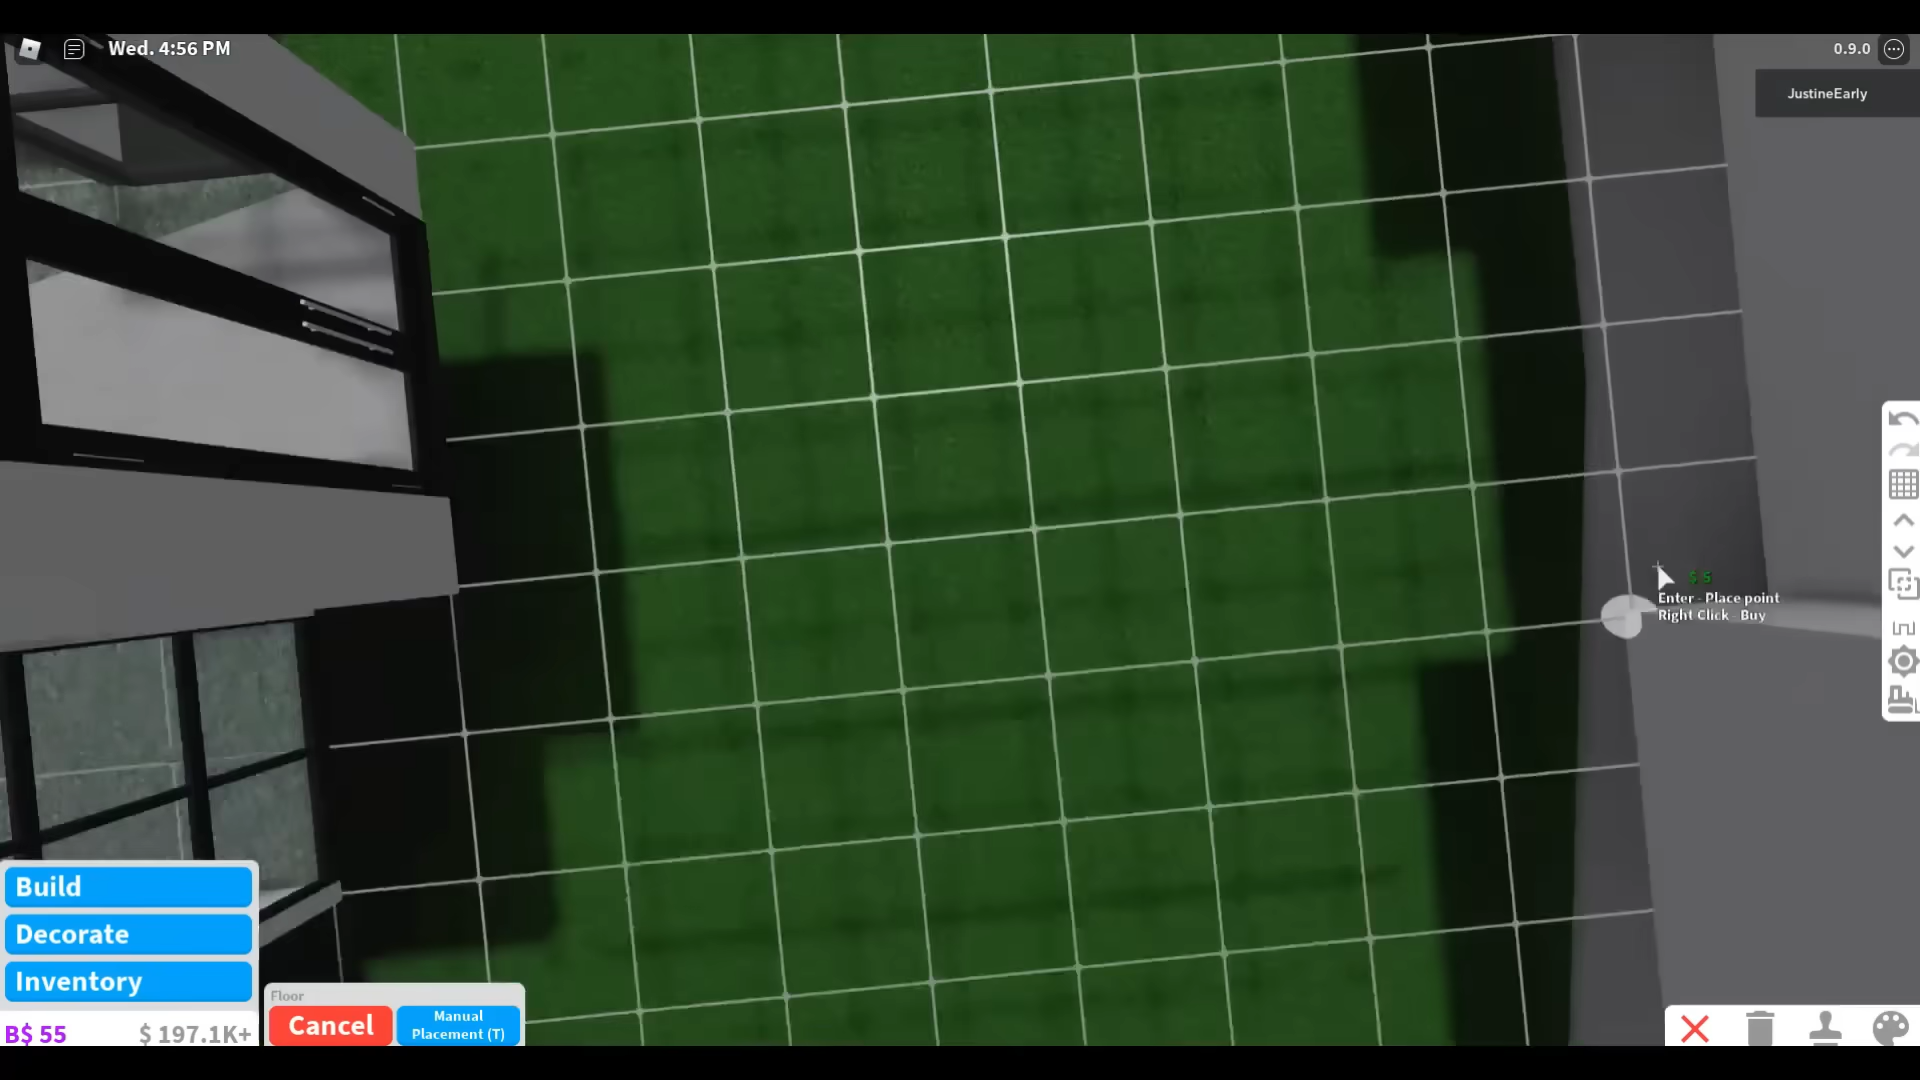 Wed. 4:56 PM
0.9.0
JustineEarly
$ 5
Enter - Place point
Right Click - Buy
Build
Decorate
Inventory
B$ 55
$ 197.1K+
Floor
Cancel
Manual
Placement (T)